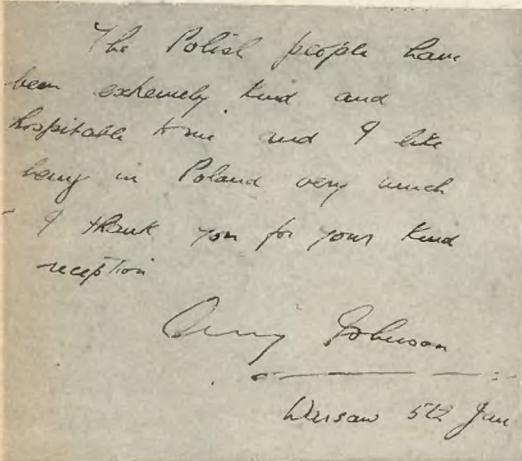 The Polish people have
been extremely kind and
hospitable to me and I like
being in Poland very much
- I thank you for your kind
reception
Amy Johnson
Warsaw 5th Jan